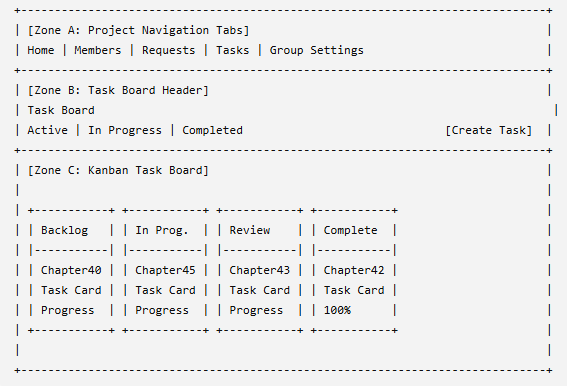 +-------------------------------------------------------------------------------+
| [Zone A: Project Navigation Tabs]                                             |
| Home | Members | Requests | Tasks | Group Settings                            |
+-------------------------------------------------------------------------------+
| [Zone B: Task Board Header]                                                   |
| Task Board                                                                     |
| Active | In Progress | Completed                               [Create Task]  |
+-------------------------------------------------------------------------------+
| [Zone C: Kanban Task Board]                                                   |
|                                                                               |
| +-----------+ +-----------+ +-----------+ +-----------+                       |
| | Backlog   | | In Prog.  | | Review    | | Complete  |                       |
| |-----------| |-----------| |-----------| |-----------|                       |
| | Chapter40 | | Chapter45 | | Chapter43 | | Chapter42 |                       |
| | Task Card | | Task Card | | Task Card | | Task Card |                       |
| | Progress  | | Progress  | | Progress  | | 100%      |                       |
| +-----------+ +-----------+ +-----------+ +-----------+                       |
|                                                                               |
+-------------------------------------------------------------------------------+